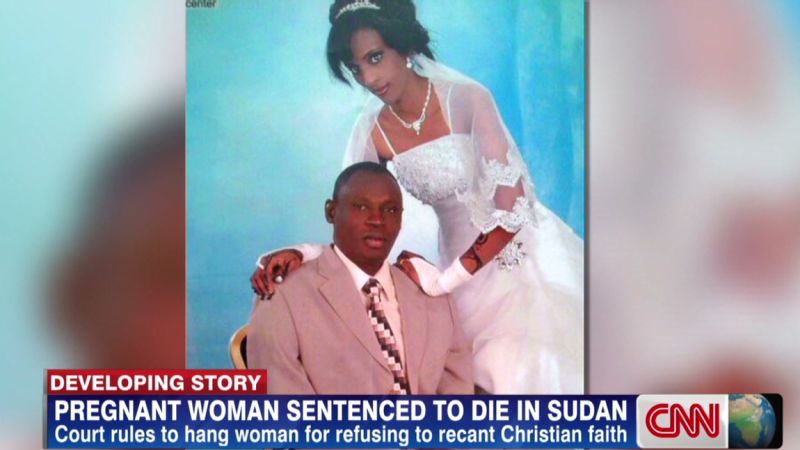 center
DEVELOPING STORY
PREGNANT WOMAN SENTENCED TO DIE IN SUDAN
Court rules to hang woman for refusing to recant Christian faith
CNN